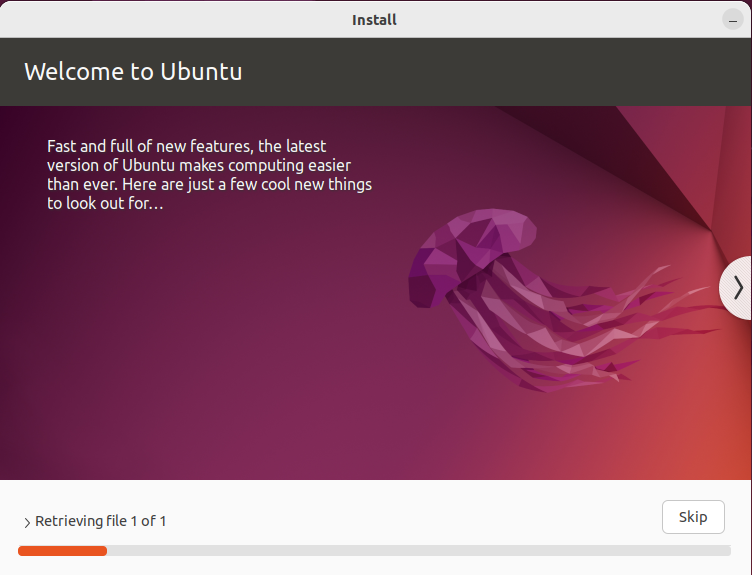 Install
Welcome to Ubuntu
Fast and full of new features, the latest
version of Ubuntu makes computing easier
than ever. Here are just a few cool new things
to look out for…
Retrieving file 1 of 1
Skip